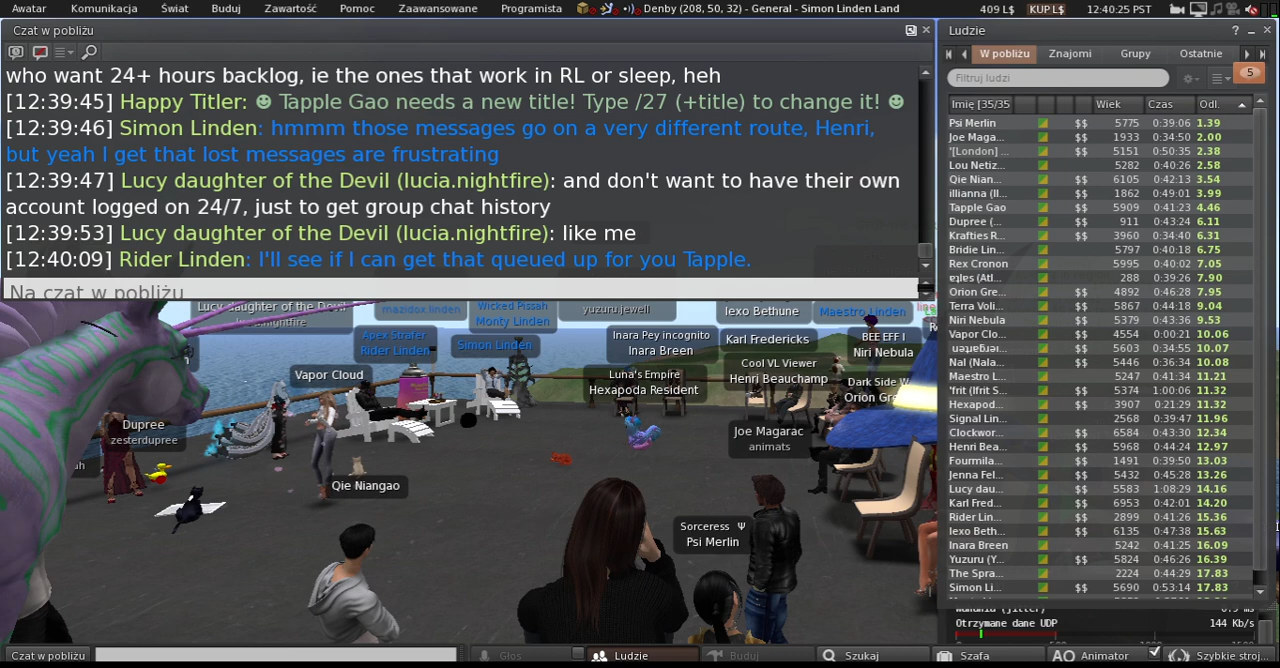 Awatar Komunikacja Świat Buduj Zawartość Pomoc Zaawansowane Programista Denby (208, 50, 32) - General - Simon Linden Land 409 L$ KUP L$ 12:40:25 PST
Czat w pobliżu
who want 24+ hours backlog, ie the ones that work in RL or sleep, heh
[12:39:45] Happy Titler: ☻ Tapple Gao needs a new title! Type /27 (+title) to change it! ☻
[12:39:46] Simon Linden: hmmm those messages go on a very different route, Henri,
but yeah I get that lost messages are frustrating
[12:39:47] Lucy daughter of the Devil (lucia.nightfire): and don't want to have their own
account logged on 24/7, just to get group chat history
[12:39:53] Lucy daughter of the Devil (lucia.nightfire): like me
[12:40:09] Rider Linden: I'll see if I can get that queued up for you Tapple.
Na czat w pobliżu
Lucy daughter of the Devil
mazidox.linden
Wicked Pissah
Monty Linden
yuzuru.jewell
Iexo Bethune
Maestro Linden
Apex Strafer
Rider Linden
Simon Linden
Inara Pey incognito
Inara Breen
Karl Fredericks
BEE EFF I
Niri Nebula
Vapor Cloud
Luna's Empire
Hexapoda Resident
Cool VL Viewer
Henri Beauchamp
Dark Side W
Orion Gre
Dupree
zesterdupree
Joe Magarac
animats
Qie Niangao
Sorceress Ψ
Psi Merlin
Ludzie
W pobliżu Znajomi Grupy Ostatnie
Filtruj ludzi 5
Imię [35/35 Wiek Czas Odl.
Psi Merlin 5775 0:39:06 1.39
Joe Maga... $$ 1933 0:34:50 2.00
'[London] ... $$ 5151 0:50:35 2.38
Lou Netiz... 5282 0:40:26 2.58
Qie Nian... $$ 6105 0:42:13 3.54
illianna (Il... $$ 1862 0:49:01 3.99
Tapple Gao $$ 5909 0:41:23 4.46
Dupree (... $$ 911 0:43:24 6.11
Krafties R... $$ 3960 0:34:40 6.31
Bridie Lin... 5797 0:40:18 6.75
Rex Cronon 5995 0:40:02 7.05
(Atl... 288 0:39:26 7.90
Orion Gre... $$ 4892 0:46:28 7.95
Terra Voli... $$ 5867 0:44:18 9.04
Niri Nebula $$ 5379 0:43:36 9.53
Vapor Clo... $$ 4554 0:00:21 10.06
$$ 5603 0:34:55 10.07
Nal (Nala... $$ 5446 0:36:34 10.08
Maestro L... 5247 0:41:34 11.21
'frit (Ifrit S... $$ 5374 1:00:06 11.32
Hexapod... $$ 3907 0:21:29 11.32
Signal Lin... 2568 0:39:47 11.96
Clockwor... $$ 6584 0:43:30 12.34
Henri Bea... $$ 5968 0:44:24 12.97
Fourmila... $$ 1491 0:39:50 13.03
Jenna Fel... $$ 5432 0:45:28 13.26
Lucy dau... $$ 5583 1:08:29 14.16
Karl Fred... $$ 6953 0:42:01 14.20
Rider Lin... $$ 2899 0:41:26 15.36
Iexo Beth... $$ 6135 0:47:38 15.63
Inara Breen 5242 0:41:25 16.09
Yuzuru (Y... $$ 5824 0:46:26 16.39
The Spra... 2224 0:44:29 17.83
Simon Li... $$ 5690 0:53:14 17.83
Otrzymane dane UDP 144 Kb/s
Czat w pobliżu Głos Ludzie Buduj Szukaj Szafa AO Animator Szybkie stroj...